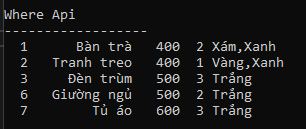 Where Api
--------------------
1 Bàn trà 400 2 Xám,Xanh
2 Tranh treo 400 1 Vàng,Xanh
3 Đèn trùm 500 3 Trắng
6 Giường ngủ 500 2 Trắng
7 Tủ áo 600 3 Trắng